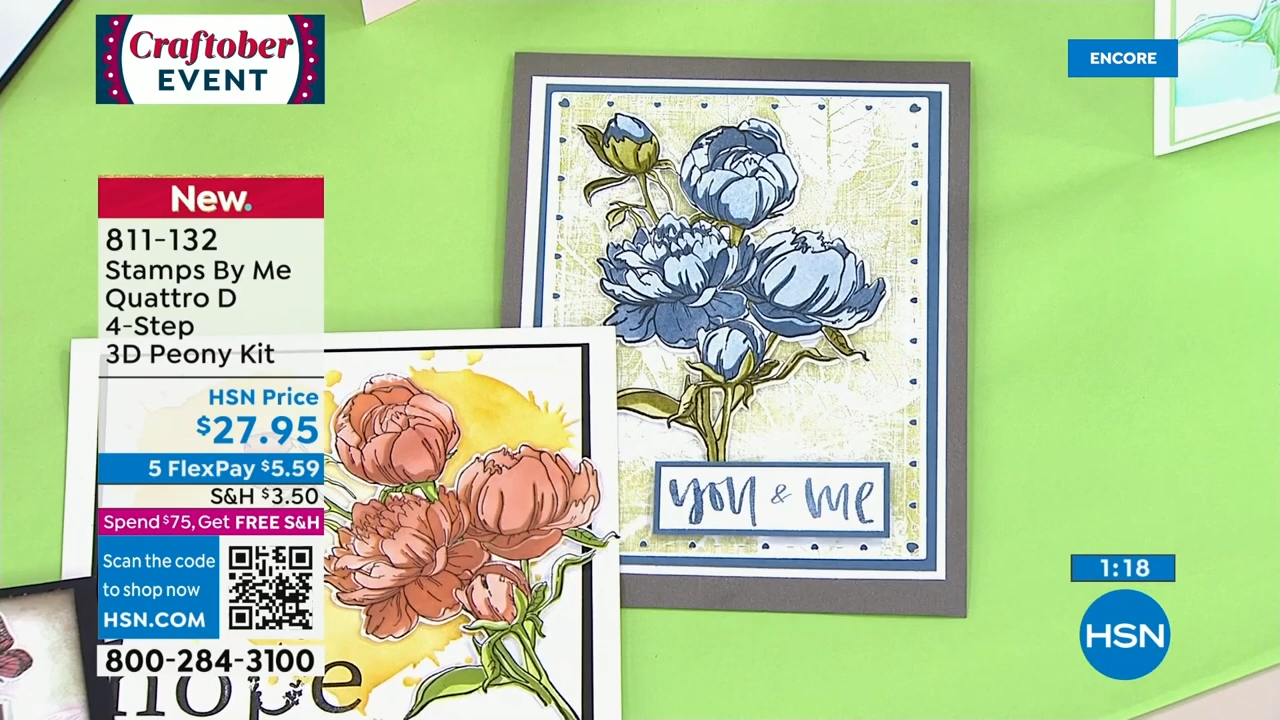 Craftober
EVENT
ENCORE
New.
811-132
Stamps By Me
Quattro D
4-Step
3D Peony Kit
HSN Price
$27.95
5 FlexPay $5.59
S&H $3.50
Spend $75, Get FREE S&H
Scan the code
to shop now
HSN.COM
800-284-3100
you & me
hope
1:18
HSN